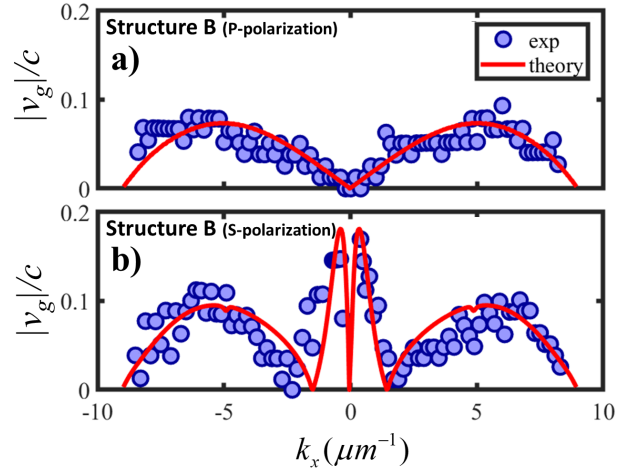 Structure B (P-polarization)
a)
exp
theory
|v_g|/c
0.2
0.1
0
Structure B (S-polarization)
b)
|v_g|/c
0.2
0.1
0
-10 -5 0 5 10
k_x (μm⁻¹)